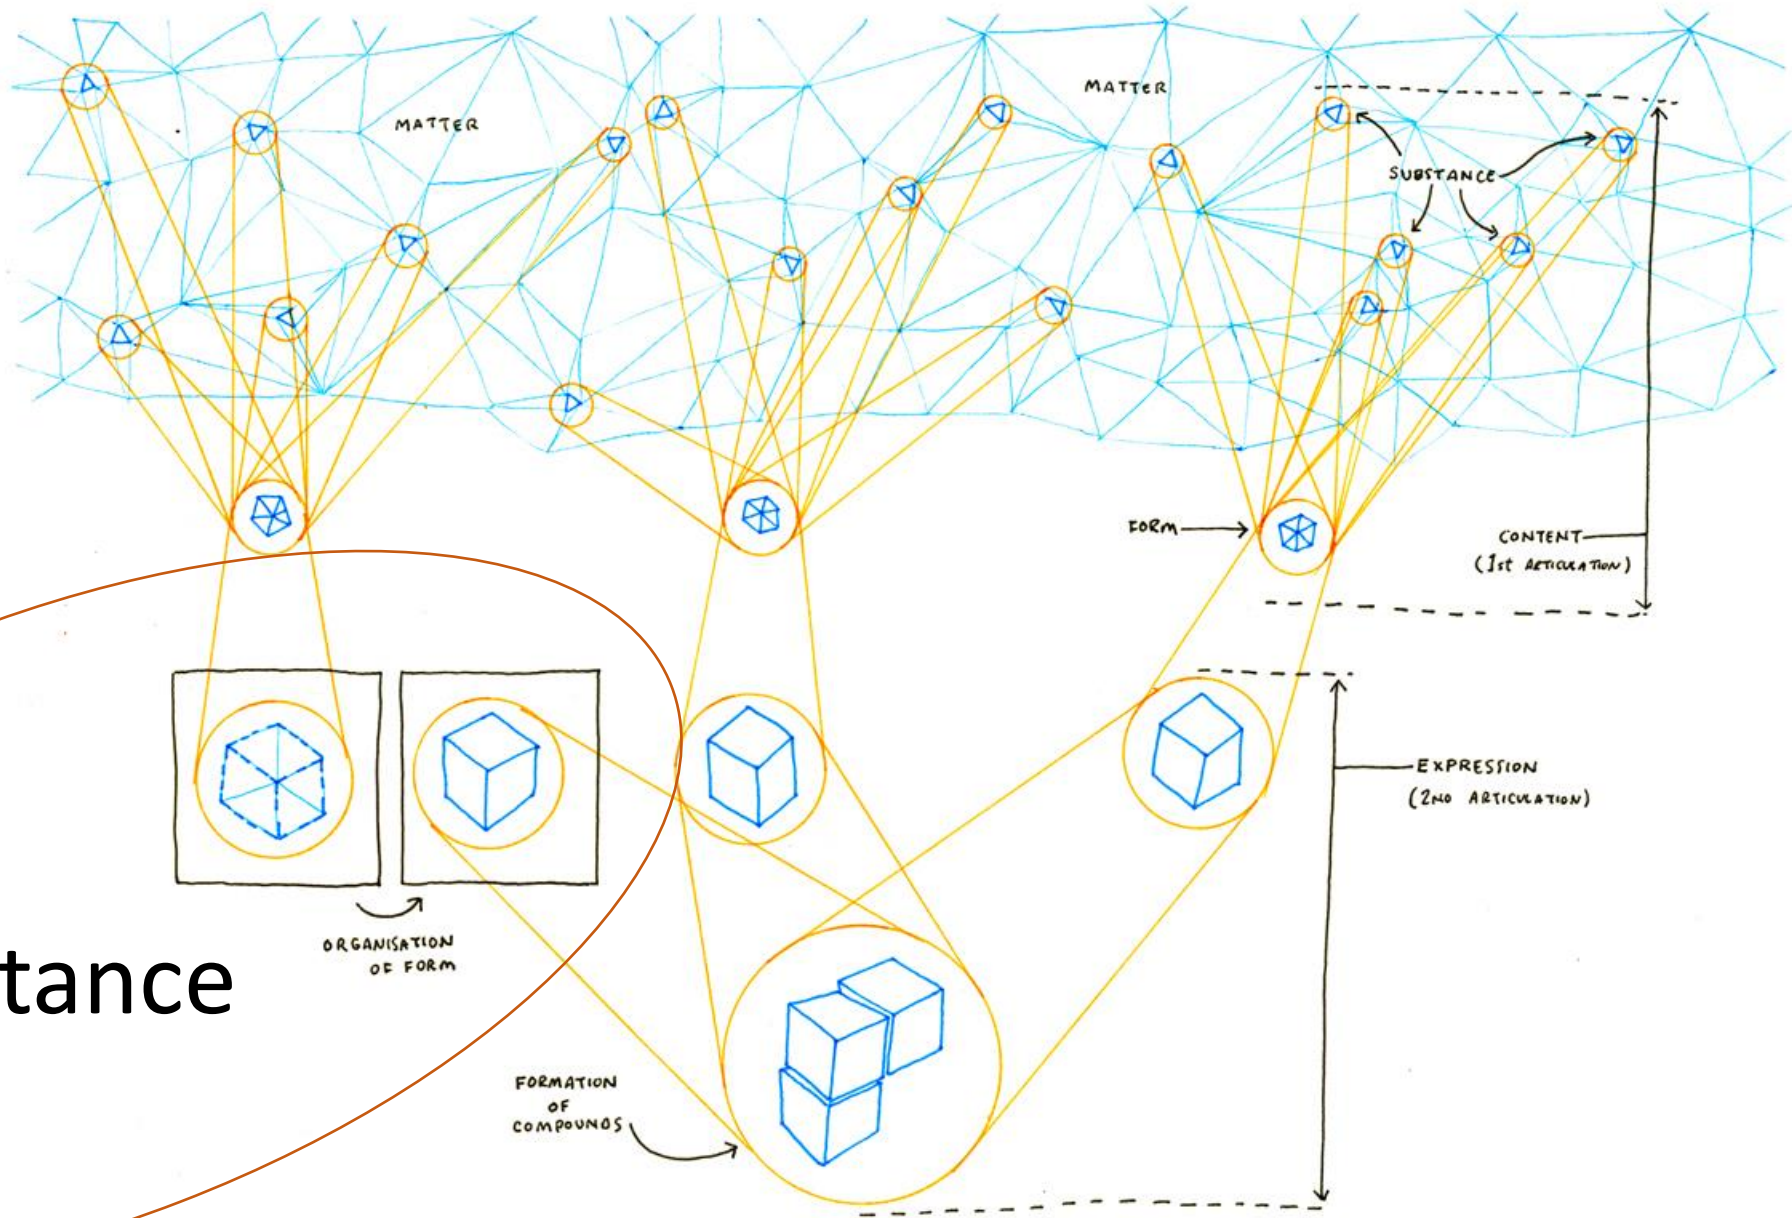 MATTER
MATTER
SUBSTANCE
FORM
CONTENT
(1st ARTICULATION)
EXPRESSION
(2ND ARTICULATION)
ORGANISATION
OF FORM
tance
FORMATION
OF
COMPOUNDS